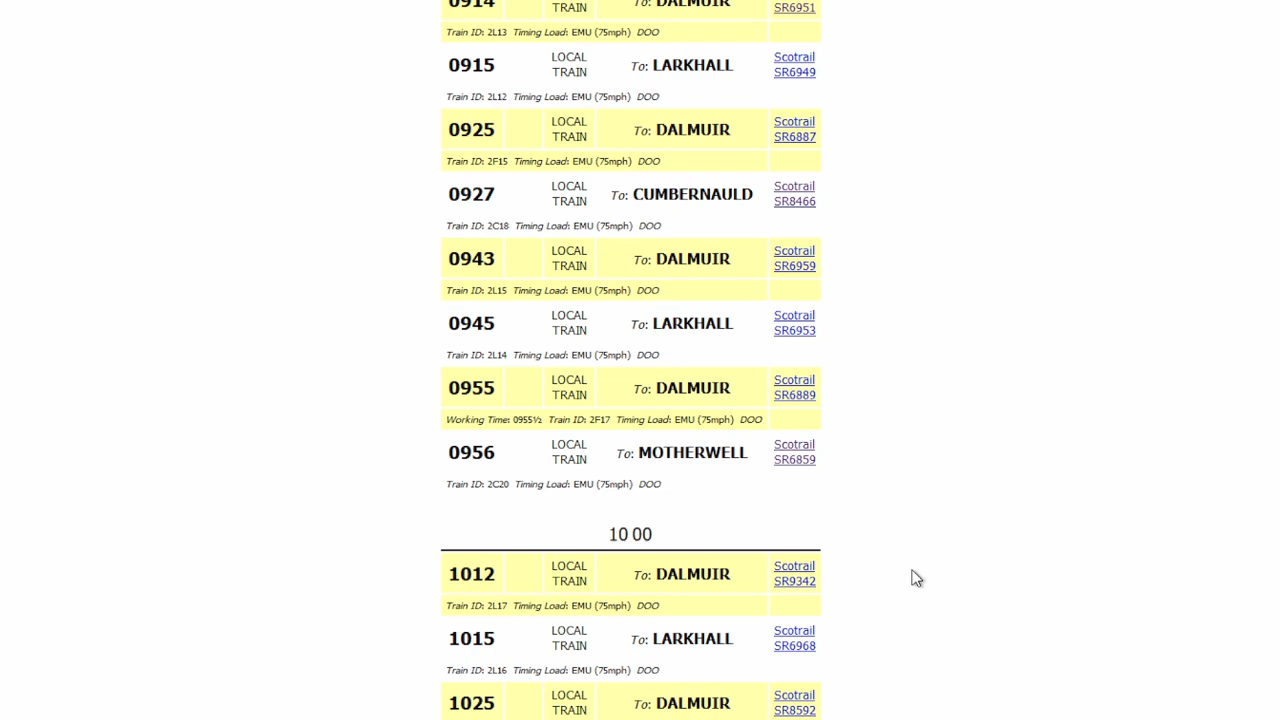 0914 TRAIN To: DALMUIR SR6951
Train ID: 2L13 Timing Load: EMU (75mph) DOO
0915 LOCAL TRAIN To: LARKHALL Scotrail SR6949
Train ID: 2L12 Timing Load: EMU (75mph) DOO
0925 LOCAL TRAIN To: DALMUIR Scotrail SR6887
Train ID: 2F15 Timing Load: EMU (75mph) DOO
0927 LOCAL TRAIN To: CUMBERNAULD Scotrail SR8466
Train ID: 2C18 Timing Load: EMU (75mph) DOO
0943 LOCAL TRAIN To: DALMUIR Scotrail SR6959
Train ID: 2L15 Timing Load: EMU (75mph) DOO
0945 LOCAL TRAIN To: LARKHALL Scotrail SR6953
Train ID: 2L14 Timing Load: EMU (75mph) DOO
0955 LOCAL TRAIN To: DALMUIR Scotrail SR6889
Working Time: 0955½ Train ID: 2F17 Timing Load: EMU (75mph) DOO
0956 LOCAL TRAIN To: MOTHERWELL Scotrail SR6859
Train ID: 2C20 Timing Load: EMU (75mph) DOO
10 00
1012 LOCAL TRAIN To: DALMUIR Scotrail SR9342
Train ID: 2L17 Timing Load: EMU (75mph) DOO
1015 LOCAL TRAIN To: LARKHALL Scotrail SR6968
Train ID: 2L16 Timing Load: EMU (75mph) DOO
1025 LOCAL TRAIN To: DALMUIR Scotrail SR8592